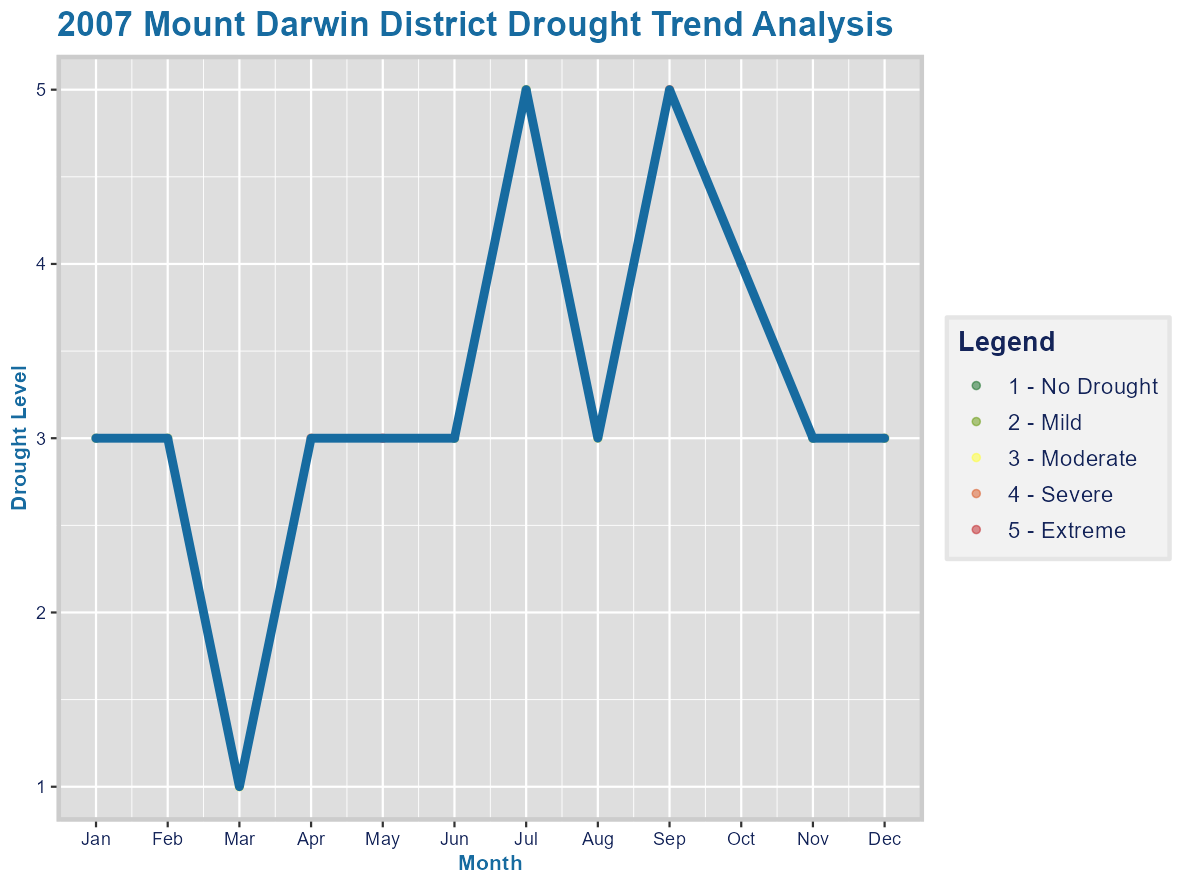 2007 Mount Darwin District Drought Trend Analysis
Drought Level
5
4
3
2
1
Jan Feb Mar Apr May Jun Jul Aug Sep Oct Nov Dec
Month
Legend
1 - No Drought
2 - Mild
3 - Moderate
4 - Severe
5 - Extreme